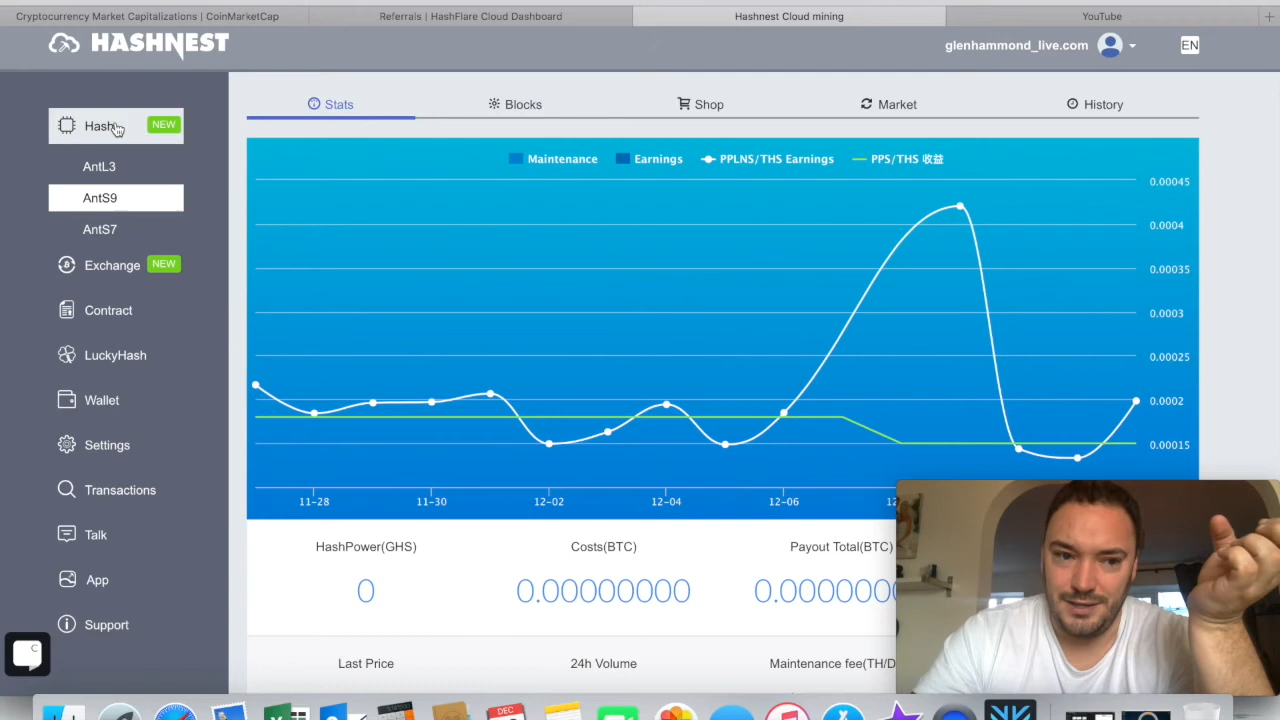 Cryptocurrency Market Capitalizations | CoinMarketCap
Referrals | HashFlare Cloud Dashboard
Hashnest Cloud mining
YouTube
HASHNEST
glenhammond_live.com
EN
Hash
NEW
AntL3
AntS9
AntS7
Exchange
NEW
Contract
LuckyHash
Wallet
Settings
Transactions
Talk
App
Support
Stats
Blocks
Shop
Market
History
Maintenance
Earnings
PPLNS/THS Earnings
PPS/THS 收益
0.00045
0.0004
0.00035
0.0003
0.00025
0.0002
0.00015
11-28
11-30
12-02
12-04
12-06
HashPower(GHS)
Costs(BTC)
Payout Total(BTC)
0
0.00000000
Last Price
24h Volume
Maintenance fee(TH/D
DEC